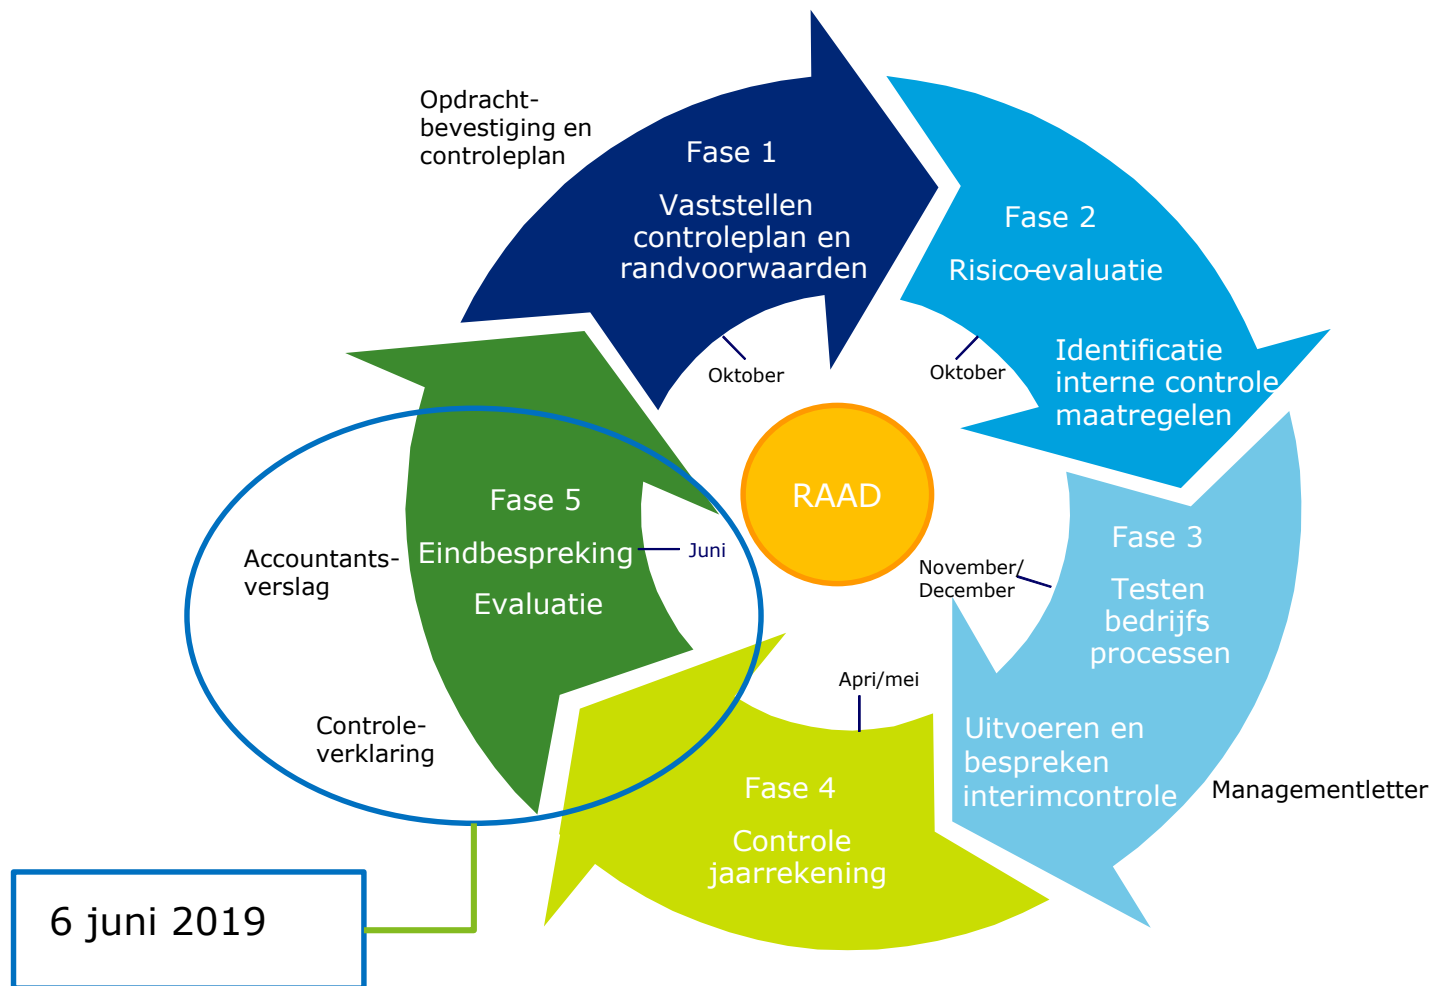 Opdracht-
bevestiging en
controleplan
Fase 1
Vaststellen
controleplan en
randvoorwaarden
Oktober
Fase 2
Risico-evaluatie
Identificatie
interne controle
maatregelen
Oktober
RAAD
Fase 3
Testen
bedrijfs
processen
Uitvoeren en
bespreken
interimcontrole
November/
December
Managementletter
Fase 4
Controle
jaarrekening
Apri/mei
Fase 5
Eindbespreking
Evaluatie
Juni
Accountants-
verslag
Controle-
verklaring
6 juni 2019